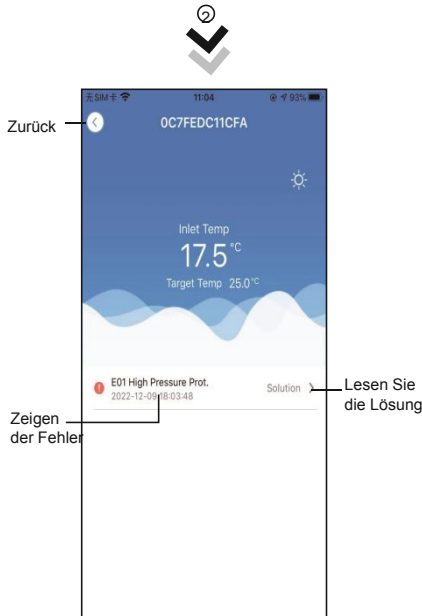 ②
无SIM卡 11:04 93%
Zurück
0C7FEDC11CFA
Inlet Temp
17.5 °C
Target Temp 25.0 °C
E01 High Pressure Prot.
2022-12-09 18:03:48
Solution
Lesen Sie
die Lösung
Zeigen
der Fehler